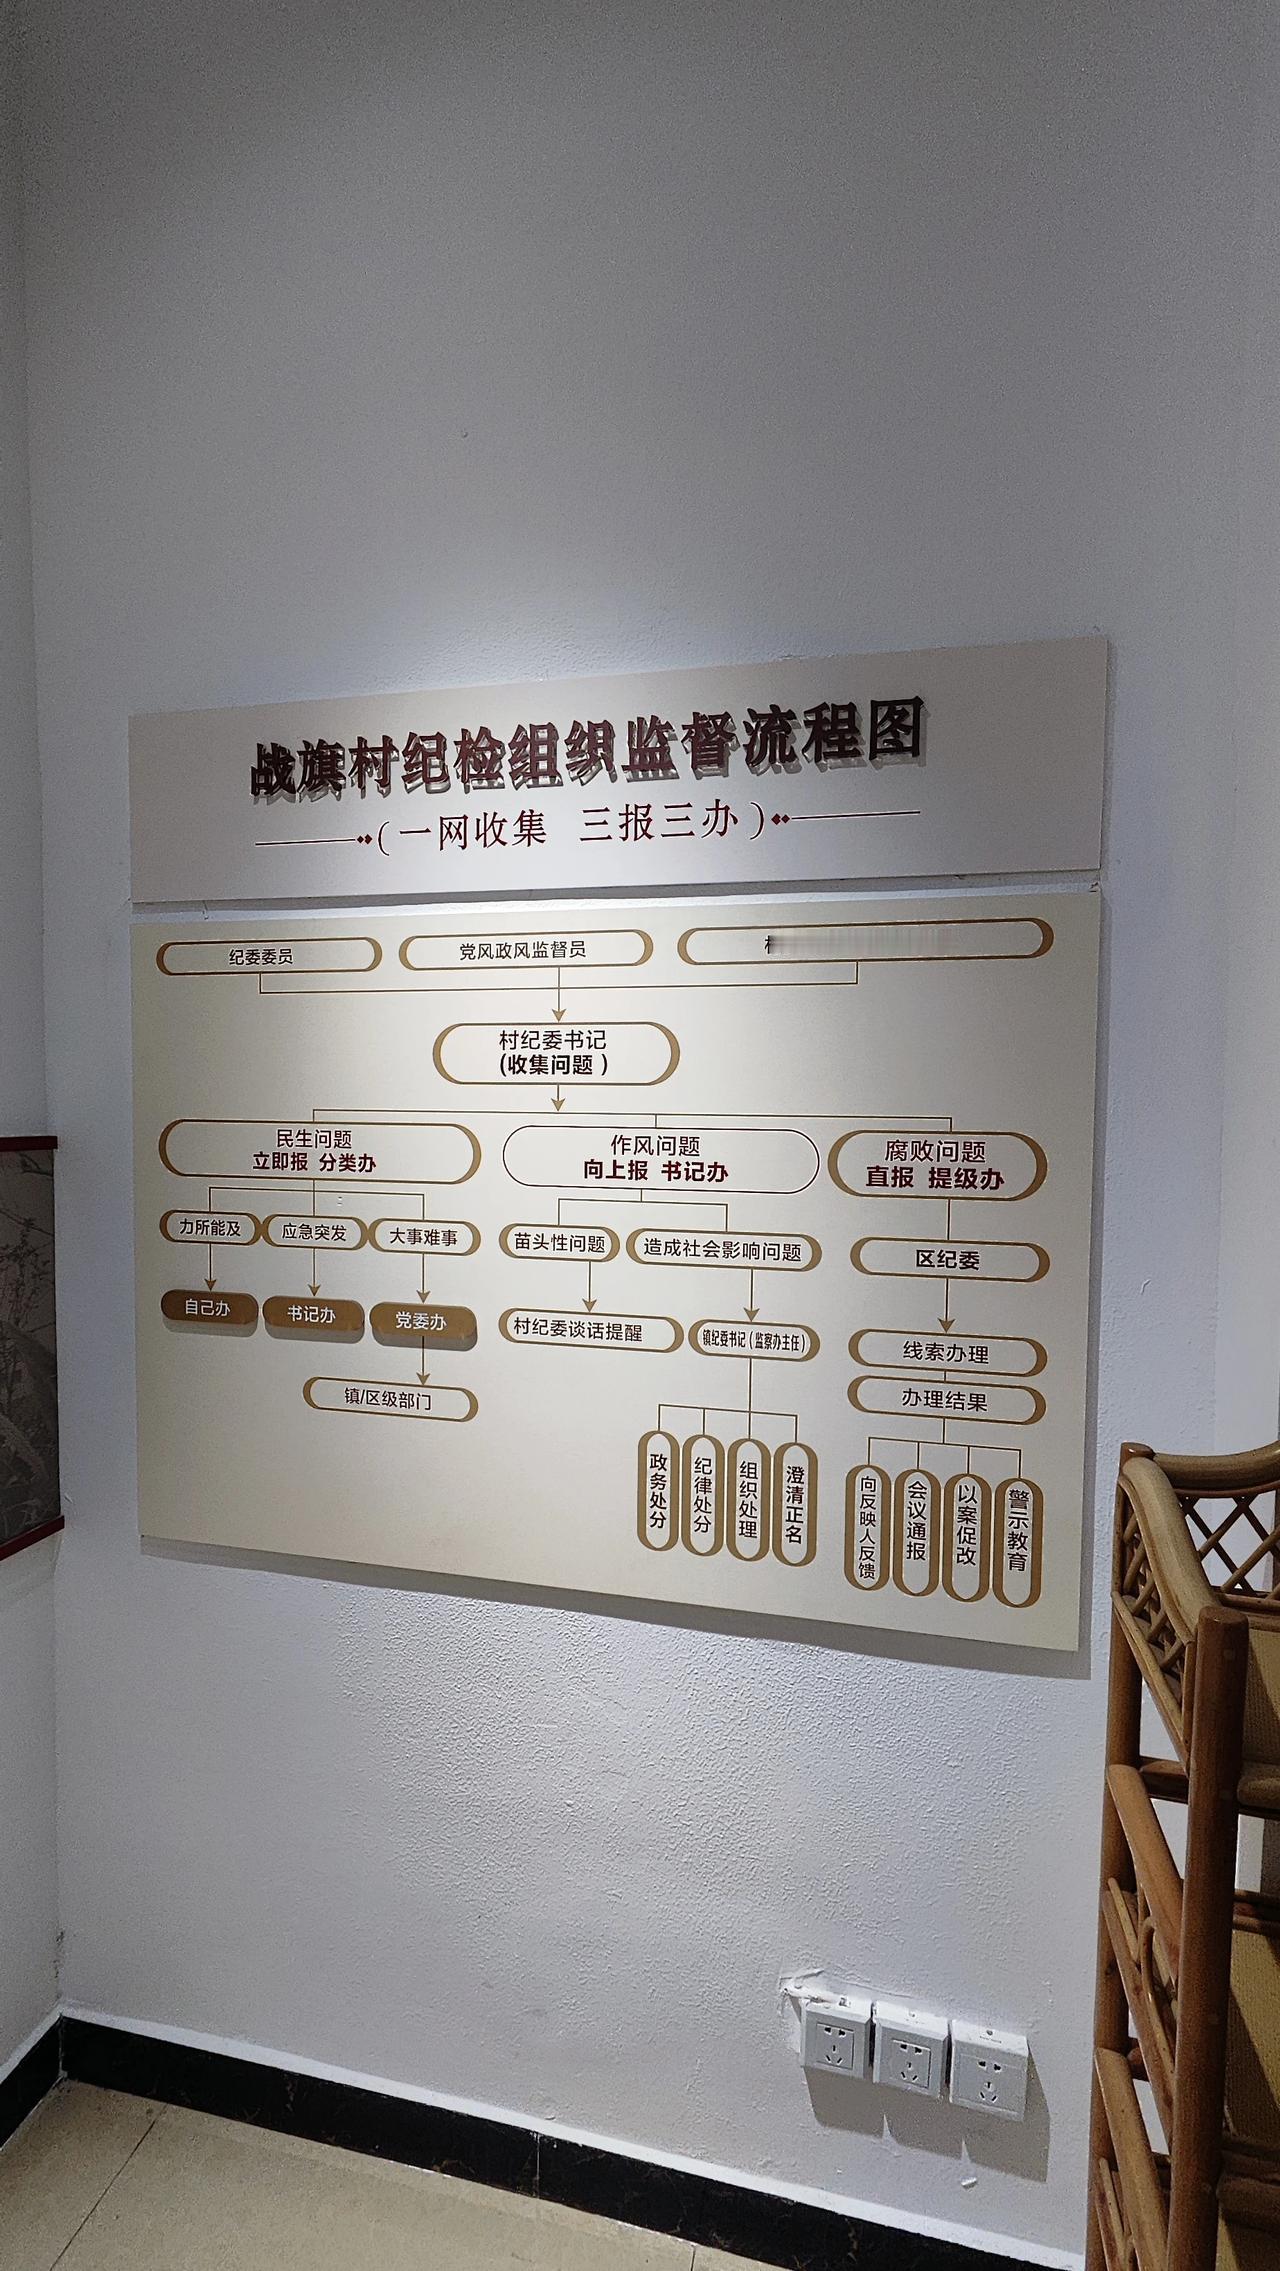 战旗村纪检组织监督流程图
(一网收集 三报三办)
纪委委员
党风政风监督员
村纪委书记
(收集问题)
民生问题
立即报 分类办
作风问题
向上报 书记办
腐败问题
直报 提级办
力所能及
应急突发
大事难事
苗头性问题
造成社会影响问题
区纪委
自己办
书记办
党委办
村纪委谈话提醒
镇纪委书记(监察办主任)
线索办理
镇/区级部门
办理结果
政务处分
纪律处分
组织处理
澄清正名
向反映人反馈
会议通报
以案促改
警示教育